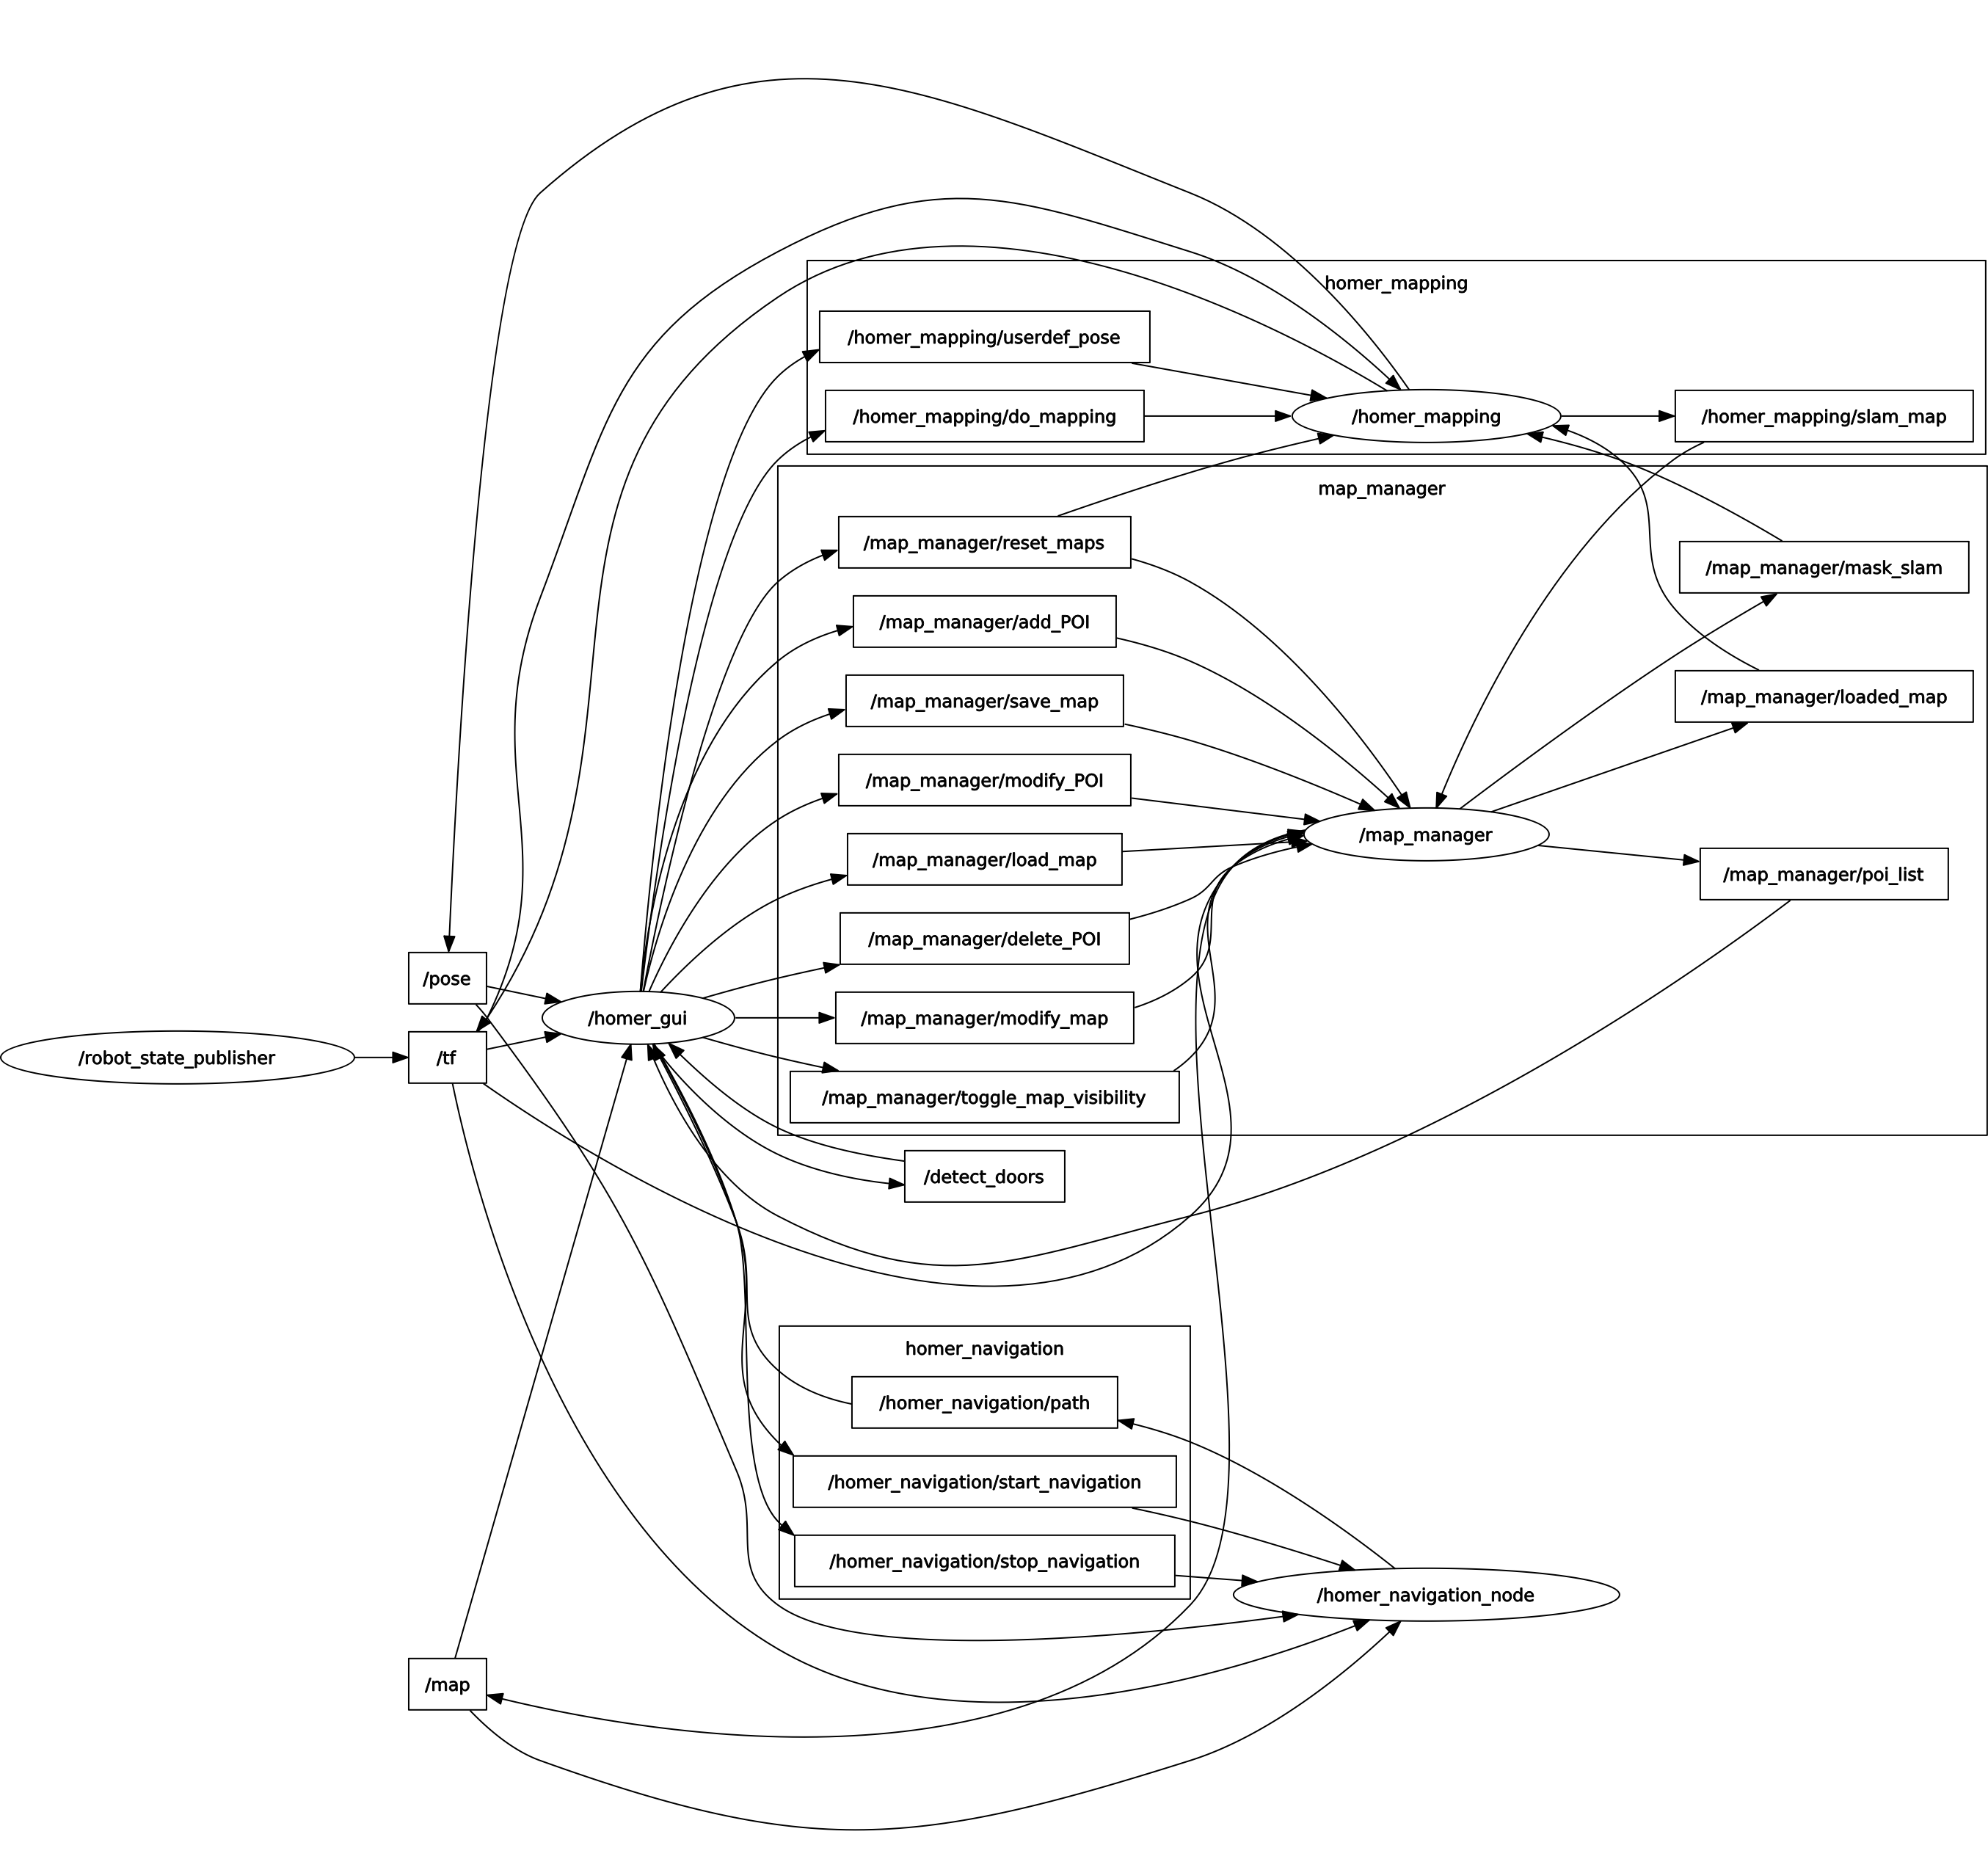 homer_mapping
/homer_mapping/userdef_pose
/homer_mapping/do_mapping
/homer_mapping
/homer_mapping/slam_map
map_manager
/map_manager/reset_maps
/map_manager/mask_slam
/map_manager/add_POI
/map_manager/save_map
/map_manager/loaded_map
/map_manager/modify_POI
/map_manager
/map_manager/load_map
/map_manager/poi_list
/map_manager/delete_POI
/pose
/homer_gui
/map_manager/modify_map
/robot_state_publisher
/tf
/map_manager/toggle_map_visibility
/detect_doors
homer_navigation
/homer_navigation/path
/homer_navigation/start_navigation
/homer_navigation/stop_navigation
/homer_navigation_node
/map